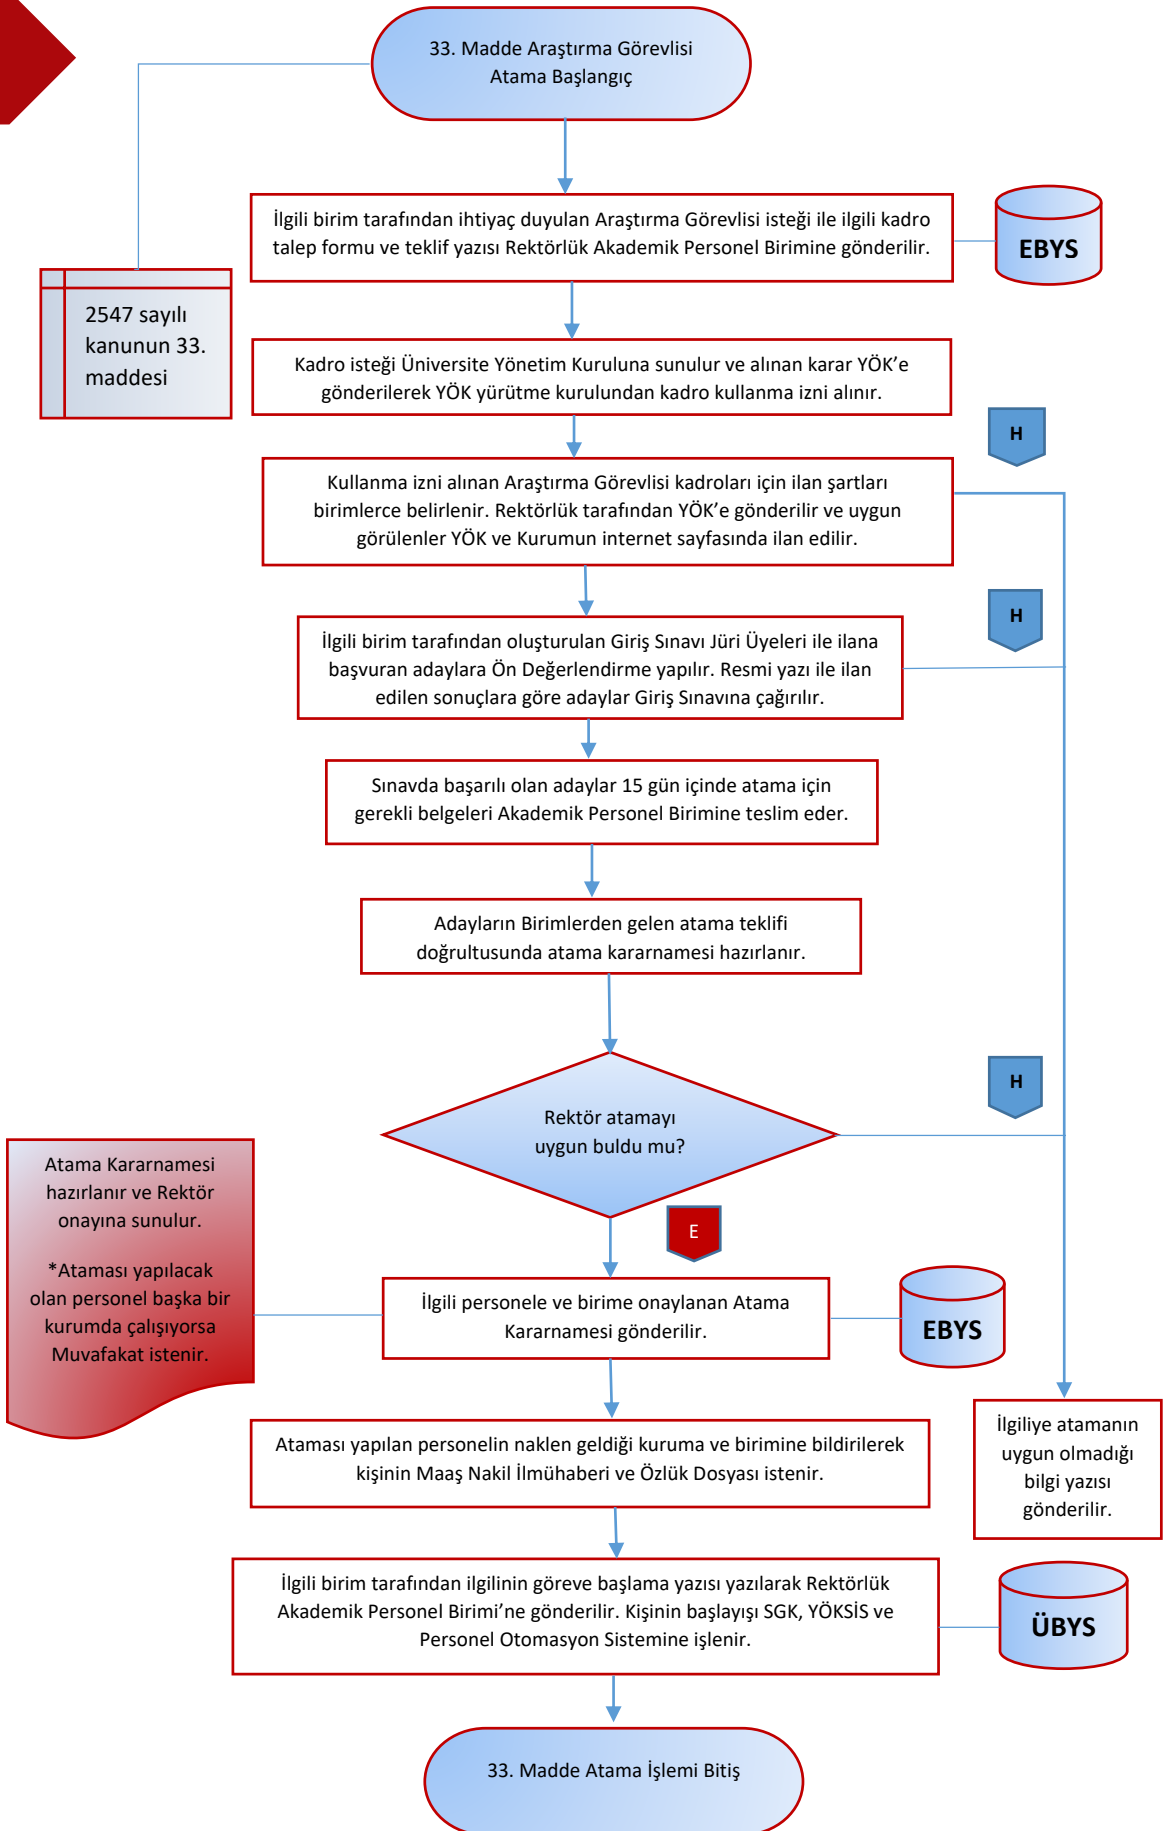 33. Madde Araştırma Görevlisi
Atama Başlangıç
İlgili birim tarafından ihtiyaç duyulan Araştırma Görevlisi isteği ile ilgili kadro
talep formu ve teklif yazısı Rektörlük Akademik Personel Birimine gönderilir.
EBYS
2547 sayılı
kanunun 33.
maddesi
Kadro isteği Üniversite Yönetim Kuruluna sunulur ve alınan karar YÖK’e
gönderilerek YÖK yürütme kurulundan kadro kullanma izni alınır.
H
Kullanma izni alınan Araştırma Görevlisi kadroları için ilan şartları
birimlerce belirlenir. Rektörlük tarafından YÖK’e gönderilir ve uygun
görülenler YÖK ve Kurumun internet sayfasında ilan edilir.
H
İlgili birim tarafından oluşturulan Giriş Sınavı Jüri Üyeleri ile ilana
başvuran adaylara Ön Değerlendirme yapılır. Resmi yazı ile ilan
edilen sonuçlara göre adaylar Giriş Sınavına çağırılır.
Sınavda başarılı olan adaylar 15 gün içinde atama için
gerekli belgeleri Akademik Personel Birimine teslim eder.
Adayların Birimlerden gelen atama teklifi
doğrultusunda atama kararnamesi hazırlanır.
H
Rektör atamayı
uygun buldu mu?
E
Atama Kararnamesi
hazırlanır ve Rektör
onayına sunulur.
*Ataması yapılacak
olan personel başka bir
kurumda çalışıyorsa
Muvafakat istenir.
İlgili personele ve birime onaylanan Atama
Kararnamesi gönderilir.
EBYS
Ataması yapılan personelin naklen geldiği kuruma ve birimine bildirilerek
kişinin Maaş Nakil İlmühaberi ve Özlük Dosyası istenir.
İlgiliye atamanın
uygun olmadığı
bilgi yazısı
gönderilir.
İlgili birim tarafından ilgilinin göreve başlama yazısı yazılarak Rektörlük
Akademik Personel Birimi’ne gönderilir. Kişinin başlayışı SGK, YÖKSİS ve
Personel Otomasyon Sistemine işlenir.
ÜBYS
33. Madde Atama İşlemi Bitiş